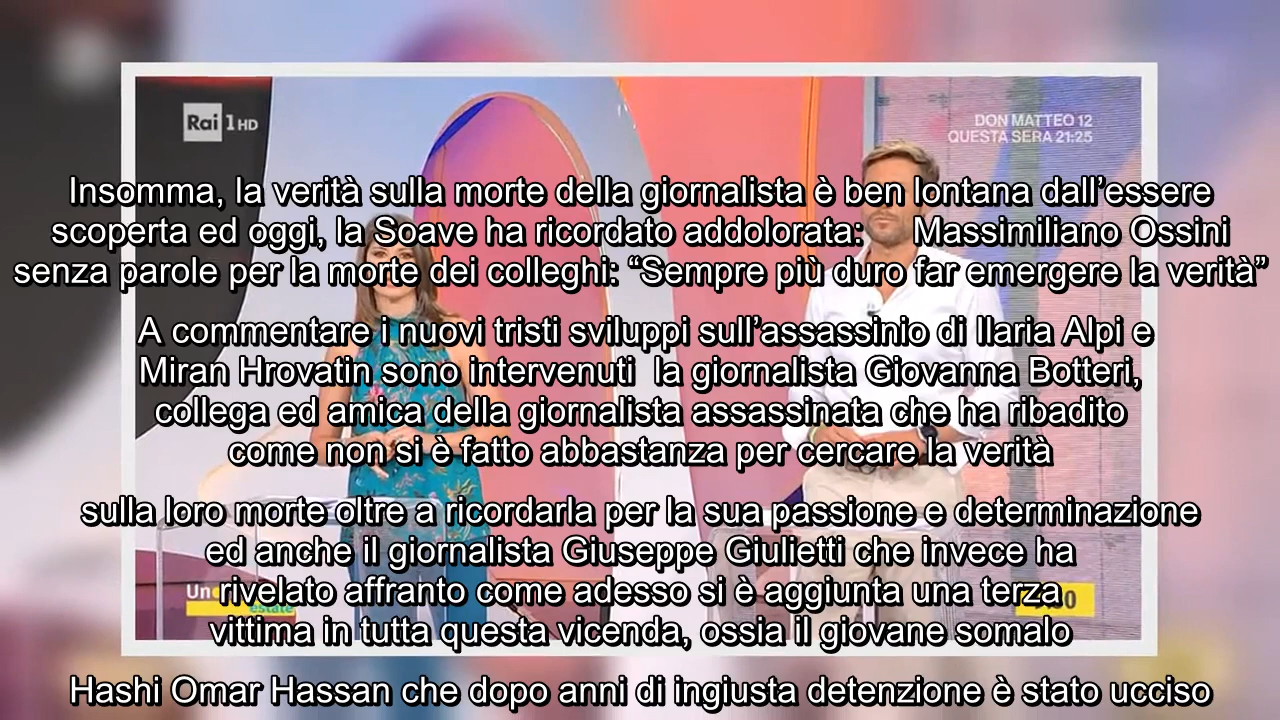 Rai 1 HD
DON MATTEO 12
QUESTA SERA 21:25
Insomma, la verità sulla morte della giornalista è ben lontana dall’essere
scoperta ed oggi, la Soave ha ricordato addolorata: Massimiliano Ossini
senza parole per la morte dei colleghi: “Sempre più duro far emergere la verità”
A commentare i nuovi tristi sviluppi sull’assassinio di Ilaria Alpi e
Miran Hrovatin sono intervenuti la giornalista Giovanna Botteri,
collega ed amica della giornalista assassinata che ha ribadito
come non si è fatto abbastanza per cercare la verità
sulla loro morte oltre a ricordarla per la sua passione e determinazione
ed anche il giornalista Giuseppe Giulietti che invece ha
rivelato affranto come adesso si è aggiunta una terza
vittima in tutta questa vicenda, ossia il giovane somalo
Hashi Omar Hassan che dopo anni di ingiusta detenzione è stato ucciso
estate